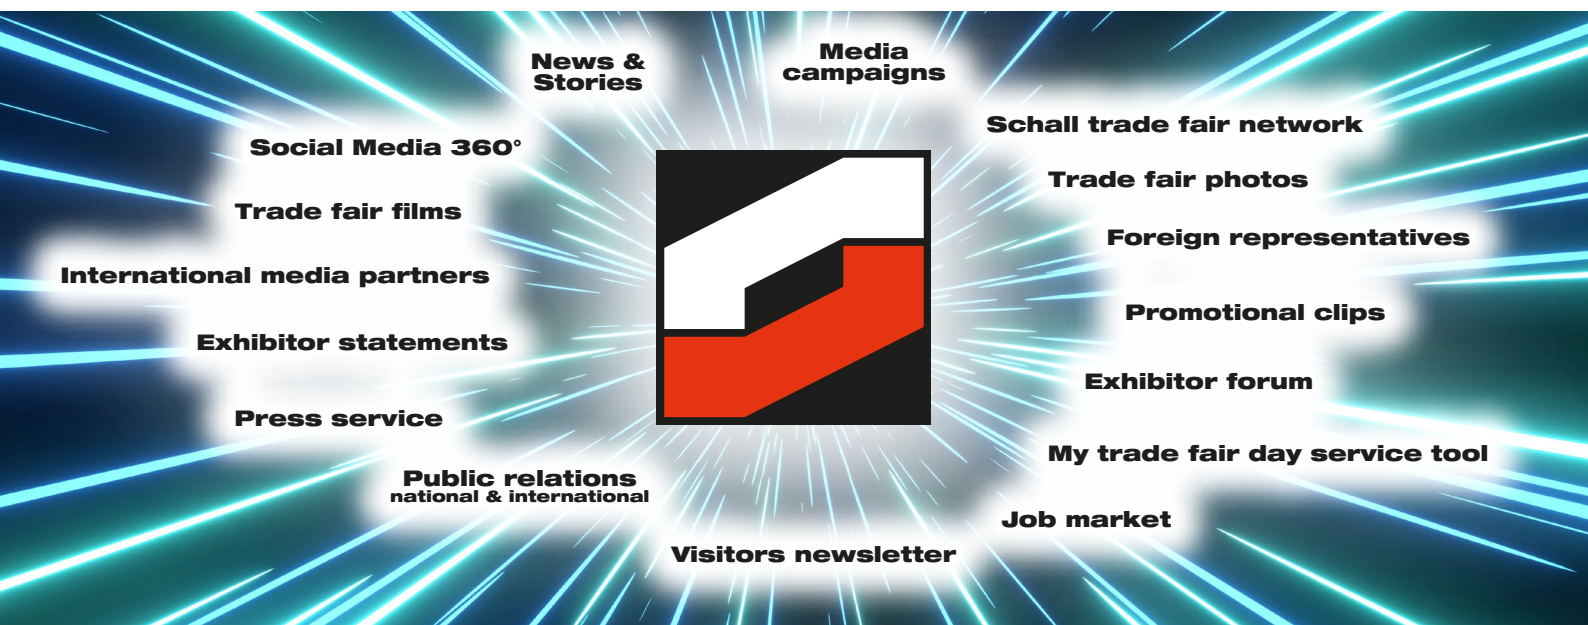 News &
Stories
Media
campaigns
Schall trade fair network
Social Media 360°
Trade fair photos
Trade fair films
Foreign representatives
International media partners
Promotional clips
Exhibitor statements
Exhibitor forum
Press service
My trade fair day service tool
Public relations
national & international
Job market
Visitors newsletter